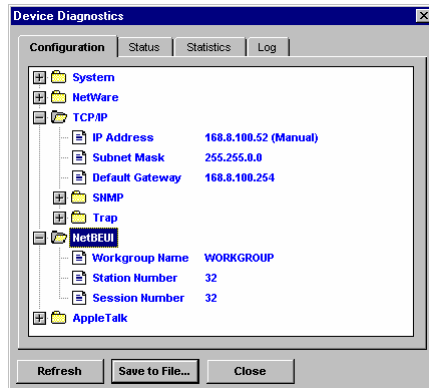 Device Diagnostics
Configuration Status Statistics Log
System
NetWare
TCP/IP
IP Address 168.8.100.52 (Manual)
Subnet Mask 255.255.0.0
Default Gateway 168.8.100.254
SNMP
Trap
NetBEUI
Workgroup Name WORKGROUP
Station Number 32
Session Number 32
AppleTalk
Refresh Save to File... Close